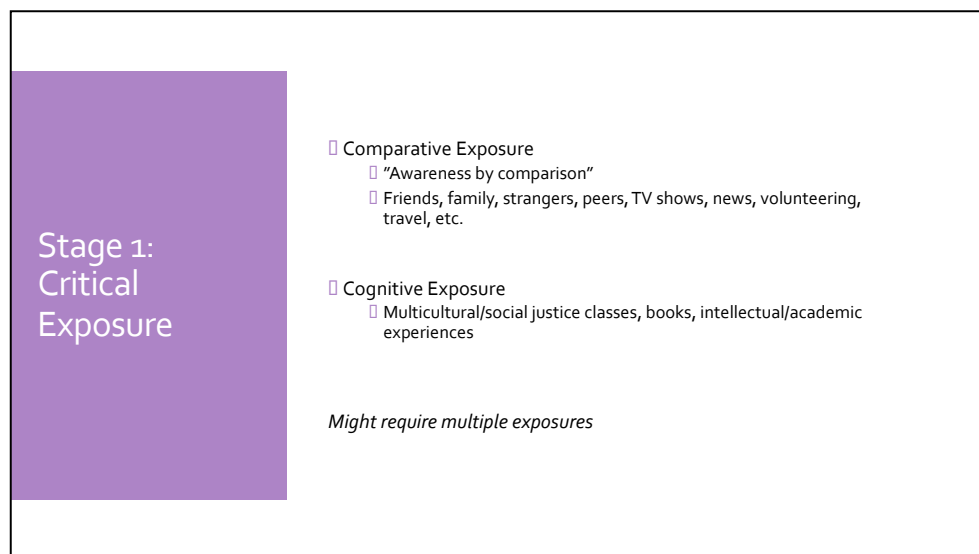 Stage 1:
Critical
Exposure
Comparative Exposure
”Awareness by comparison”
Friends, family, strangers, peers, TV shows, news, volunteering,
travel, etc.
Cognitive Exposure
Multicultural/social justice classes, books, intellectual/academic
experiences
Might require multiple exposures